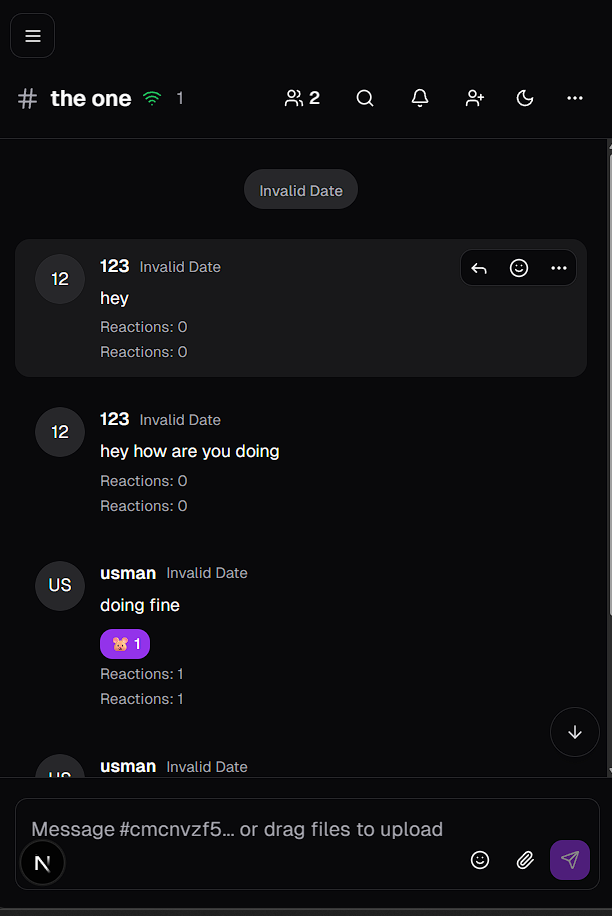 # the one 1 2
Invalid Date
12 123 Invalid Date
hey
Reactions: 0
Reactions: 0
12 123 Invalid Date
hey how are you doing
Reactions: 0
Reactions: 0
US usman Invalid Date
doing fine
🐹 1
Reactions: 1
Reactions: 1
US usman Invalid Date
Message #cmcnvzf5... or drag files to upload
N